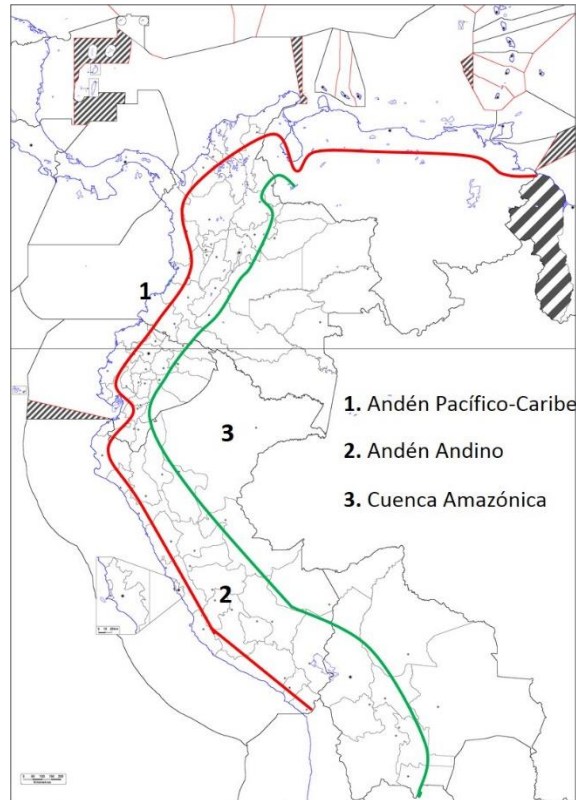 1
3
1. Andén Pacífico-Caribe
2. Andén Andino
3. Cuenca Amazónica
2